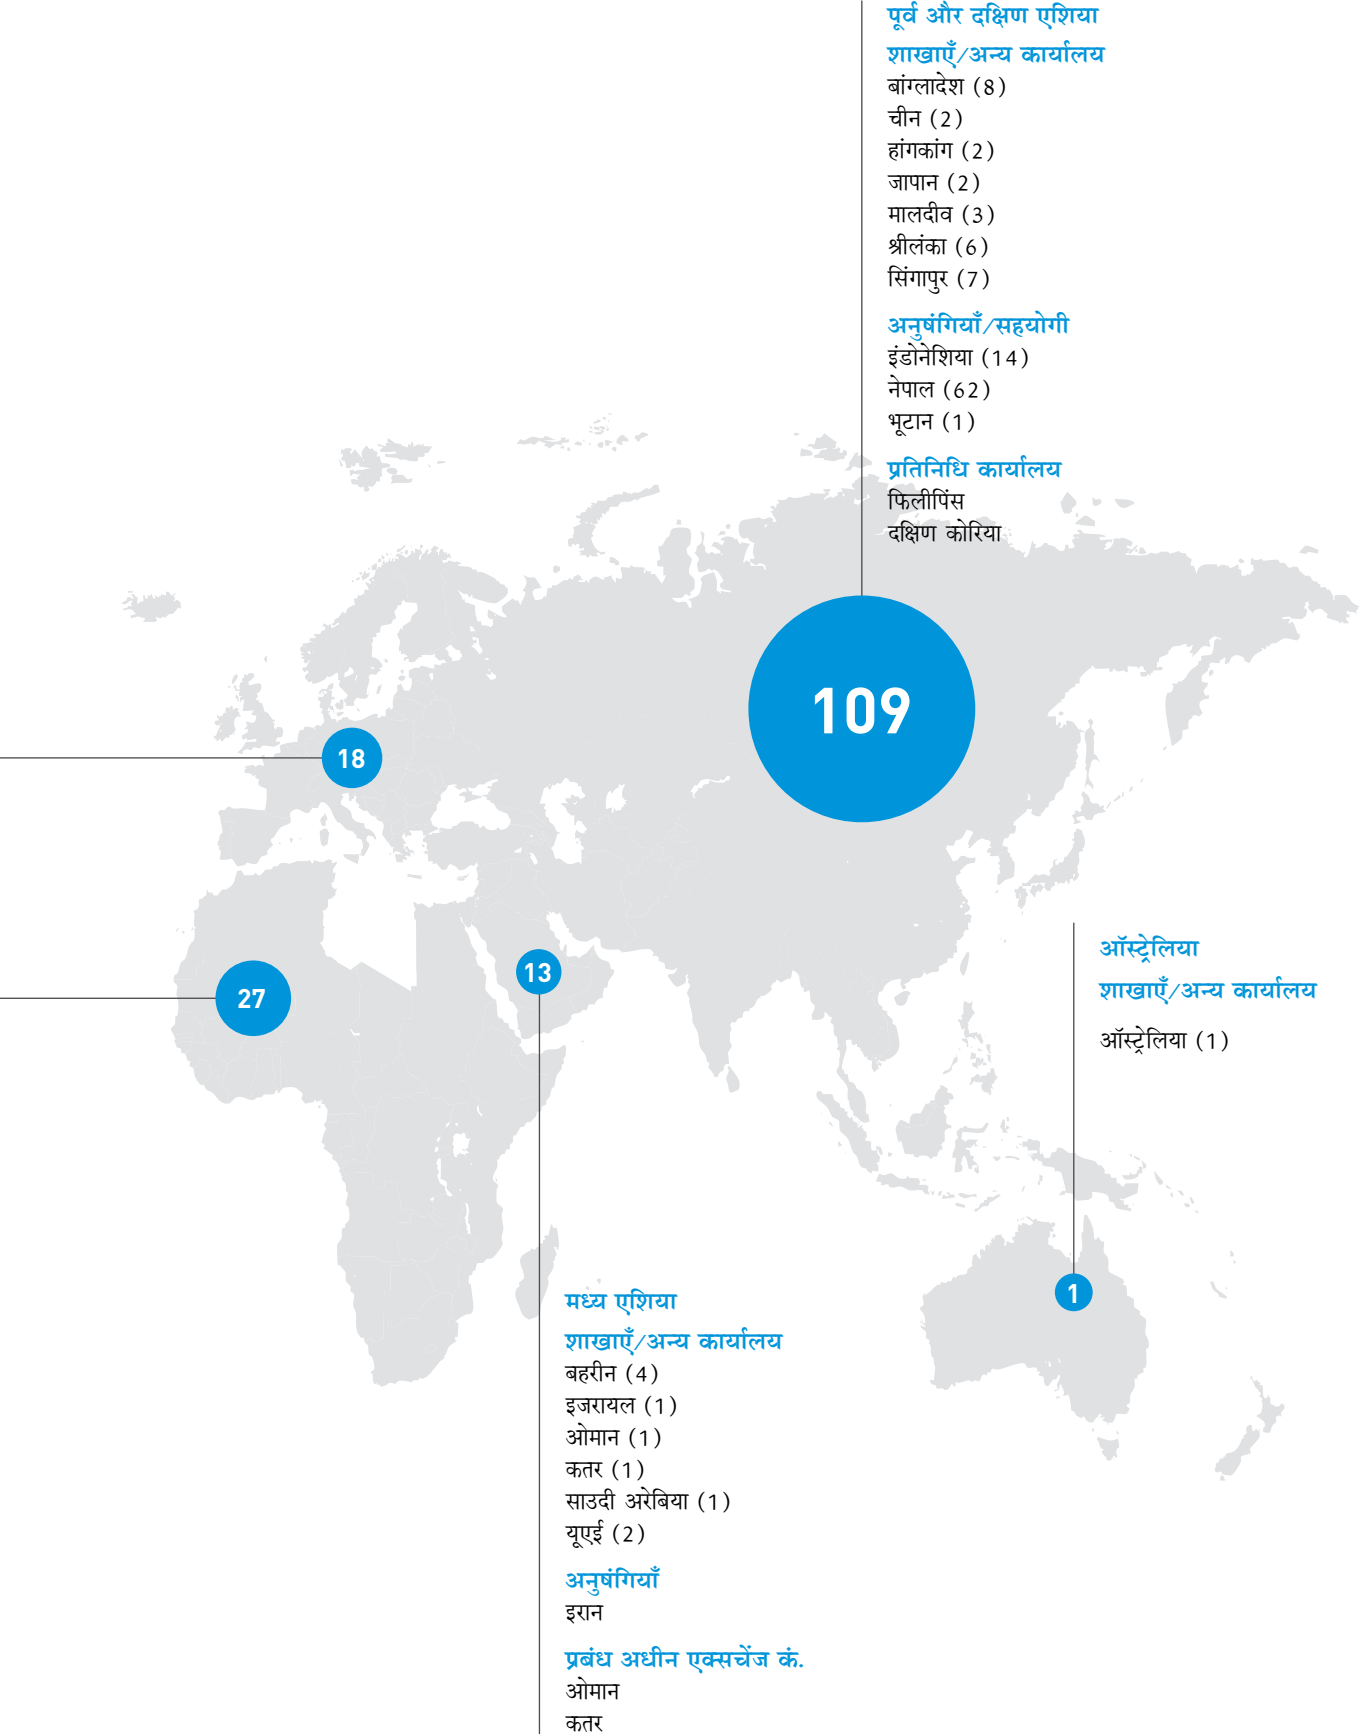 पूर्व और दक्षिण एशिया
शाखाएँ/अन्य कार्यालय
बांग्लादेश (8)
चीन (2)
हांगकांग (2)
जापान (2)
मालदीव (3)
श्रीलंका (6)
सिंगापुर (7)
अनुषंगियाँ/सहयोगी
इंडोनेशिया (14)
नेपाल (62)
भूटान (1)
प्रतिनिधि कार्यालय
फिलीपिंस
दक्षिण कोरिया
109
18
27
13
ऑस्ट्रेलिया
शाखाएँ/अन्य कार्यालय
ऑस्ट्रेलिया (1)
1
मध्य एशिया
शाखाएँ/अन्य कार्यालय
बहरीन (4)
इजरायल (1)
ओमान (1)
कतर (1)
साउदी अरेबिया (1)
यूएई (2)
अनुषंगियाँ
इरान
प्रबंध अधीन एक्सचेंज कं.
ओमान
कतर